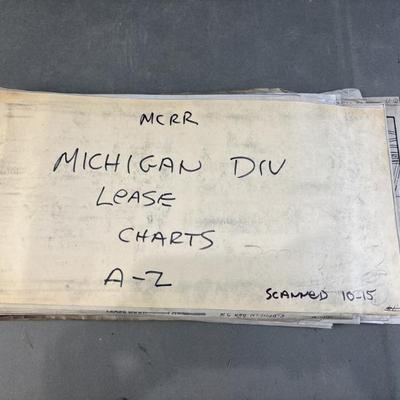 MCRR
MICHIGAN DIV
LEASE
CHARTS
A-Z
SCANNED 10-15